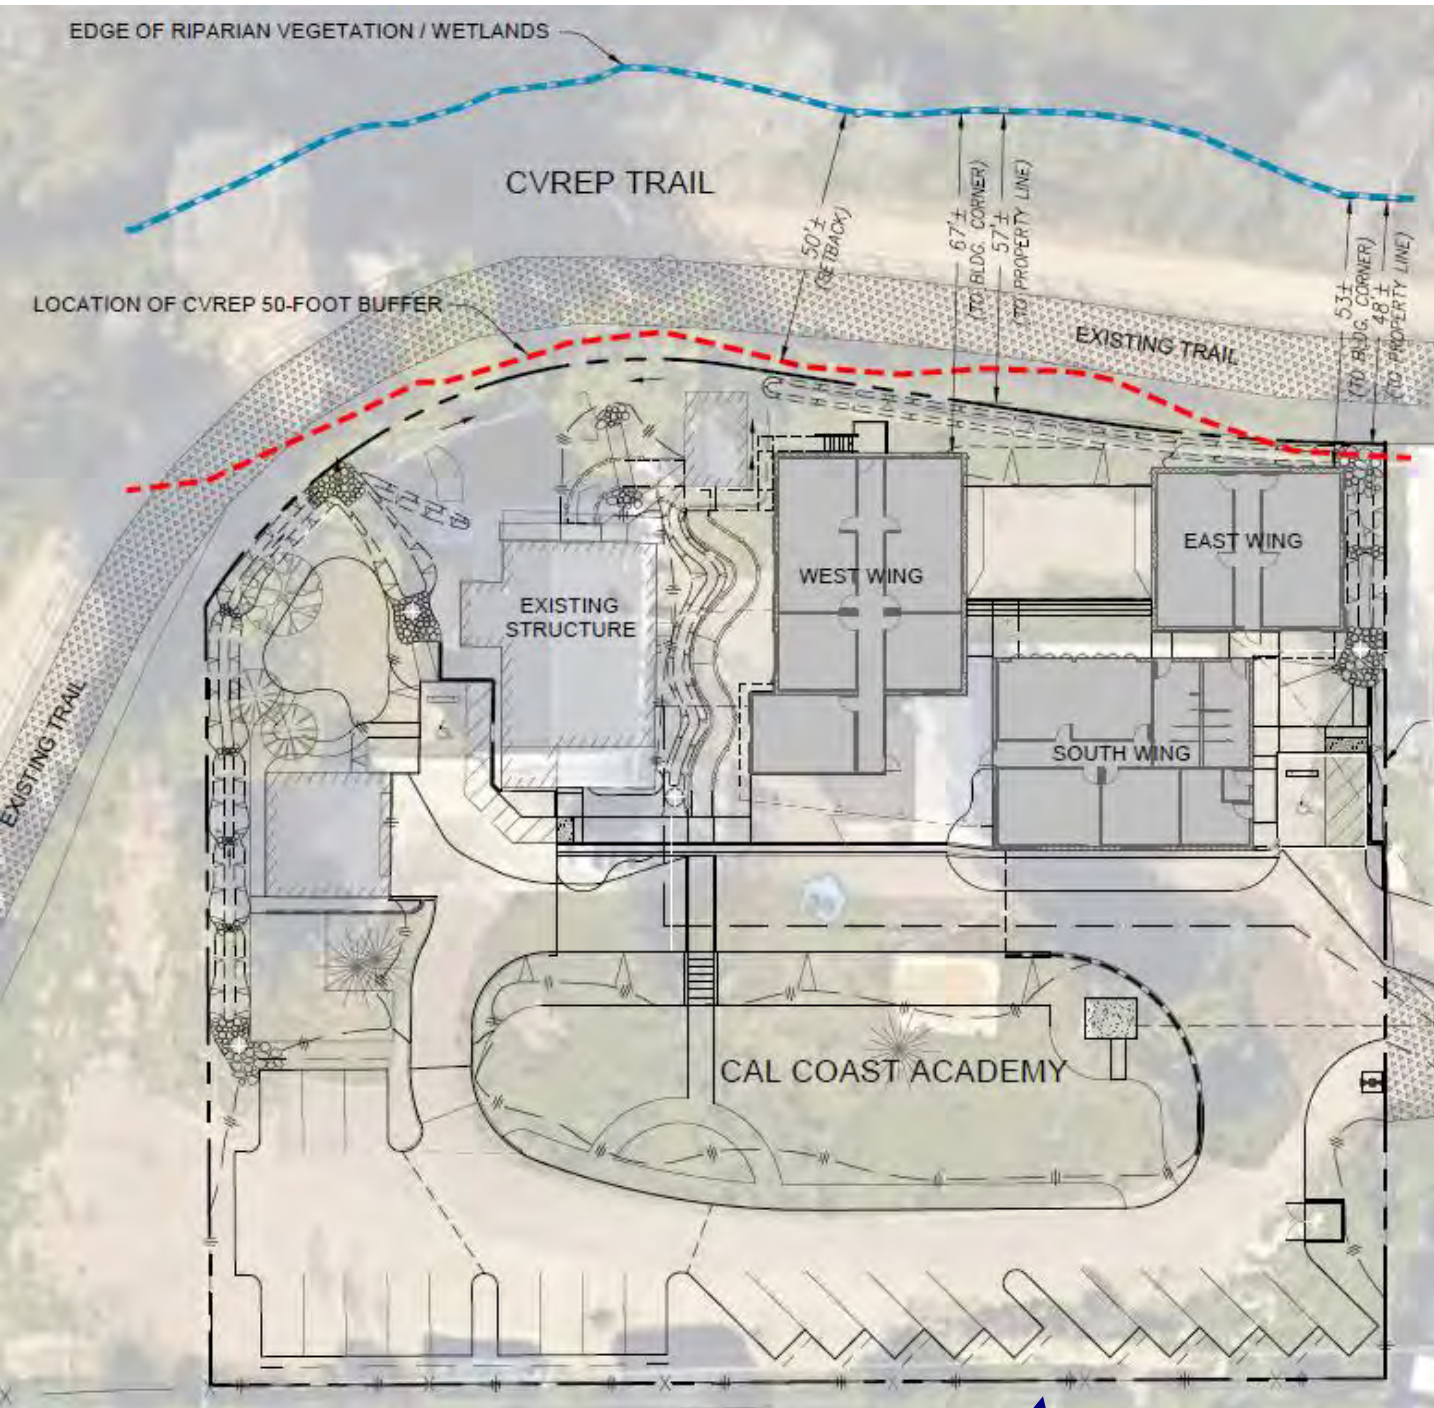 EDGE OF RIPARIAN VEGETATION / WETLANDS
CVREP TRAIL
50'±
(SETBACK)
67'±
(TO BLDG. CORNER)
57'±
(TO PROPERTY LINE)
53'±
(TO BLDG. CORNER)
48'±
(TO PROPERTY LINE)
LOCATION OF CVREP 50-FOOT BUFFER
EXISTING TRAIL
EAST WING
WEST WING
EXISTING
STRUCTURE
EXISTING TRAIL
SOUTH WING
CAL COAST ACADEMY